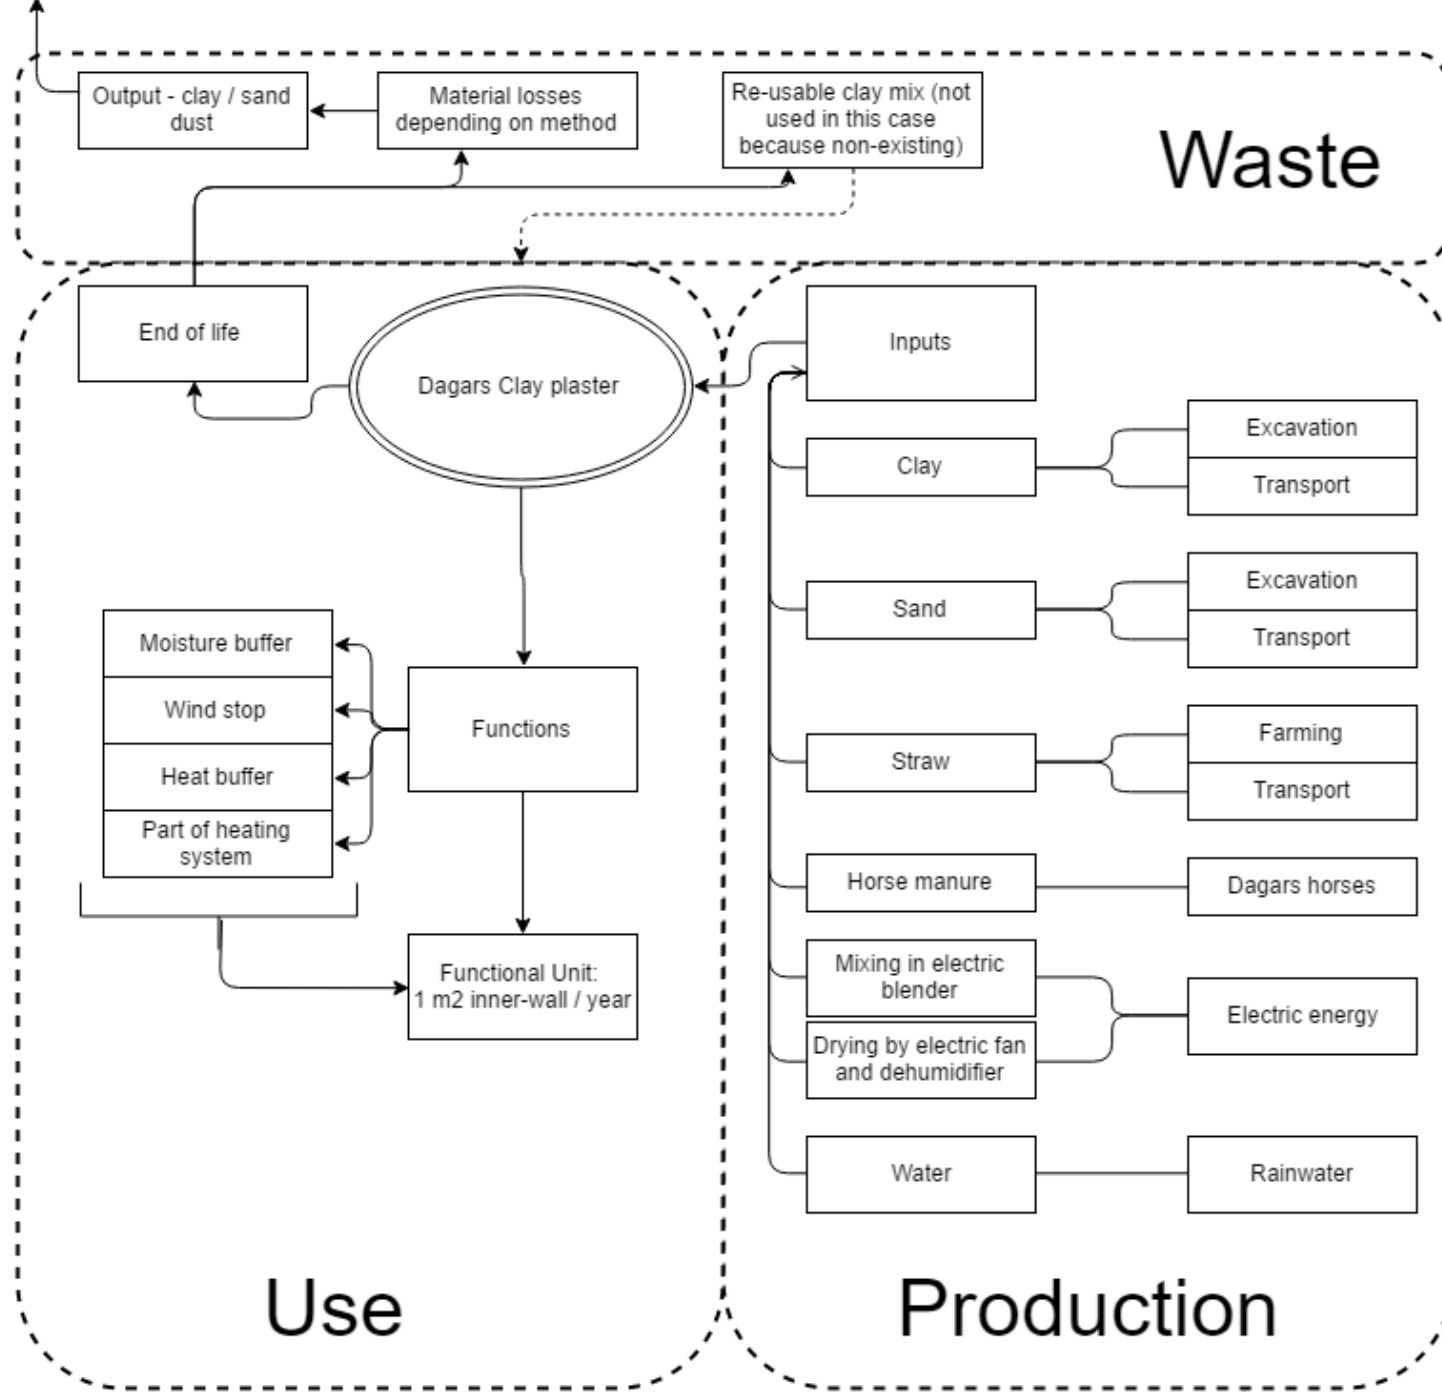 Output - clay / sand
dust
Material losses
depending on method
Re-usable clay mix (not
used in this case
because non-existing)
Waste
End of life
Dagars Clay plaster
Moisture buffer
Wind stop
Heat buffer
Part of heating
system
Functions
Functional Unit:
1 m2 inner-wall / year
Use
Inputs
Clay
Excavation
Transport
Sand
Excavation
Transport
Straw
Farming
Transport
Horse manure
Dagars horses
Mixing in electric
blender
Drying by electric fan
and dehumidifier
Electric energy
Water
Rainwater
Production